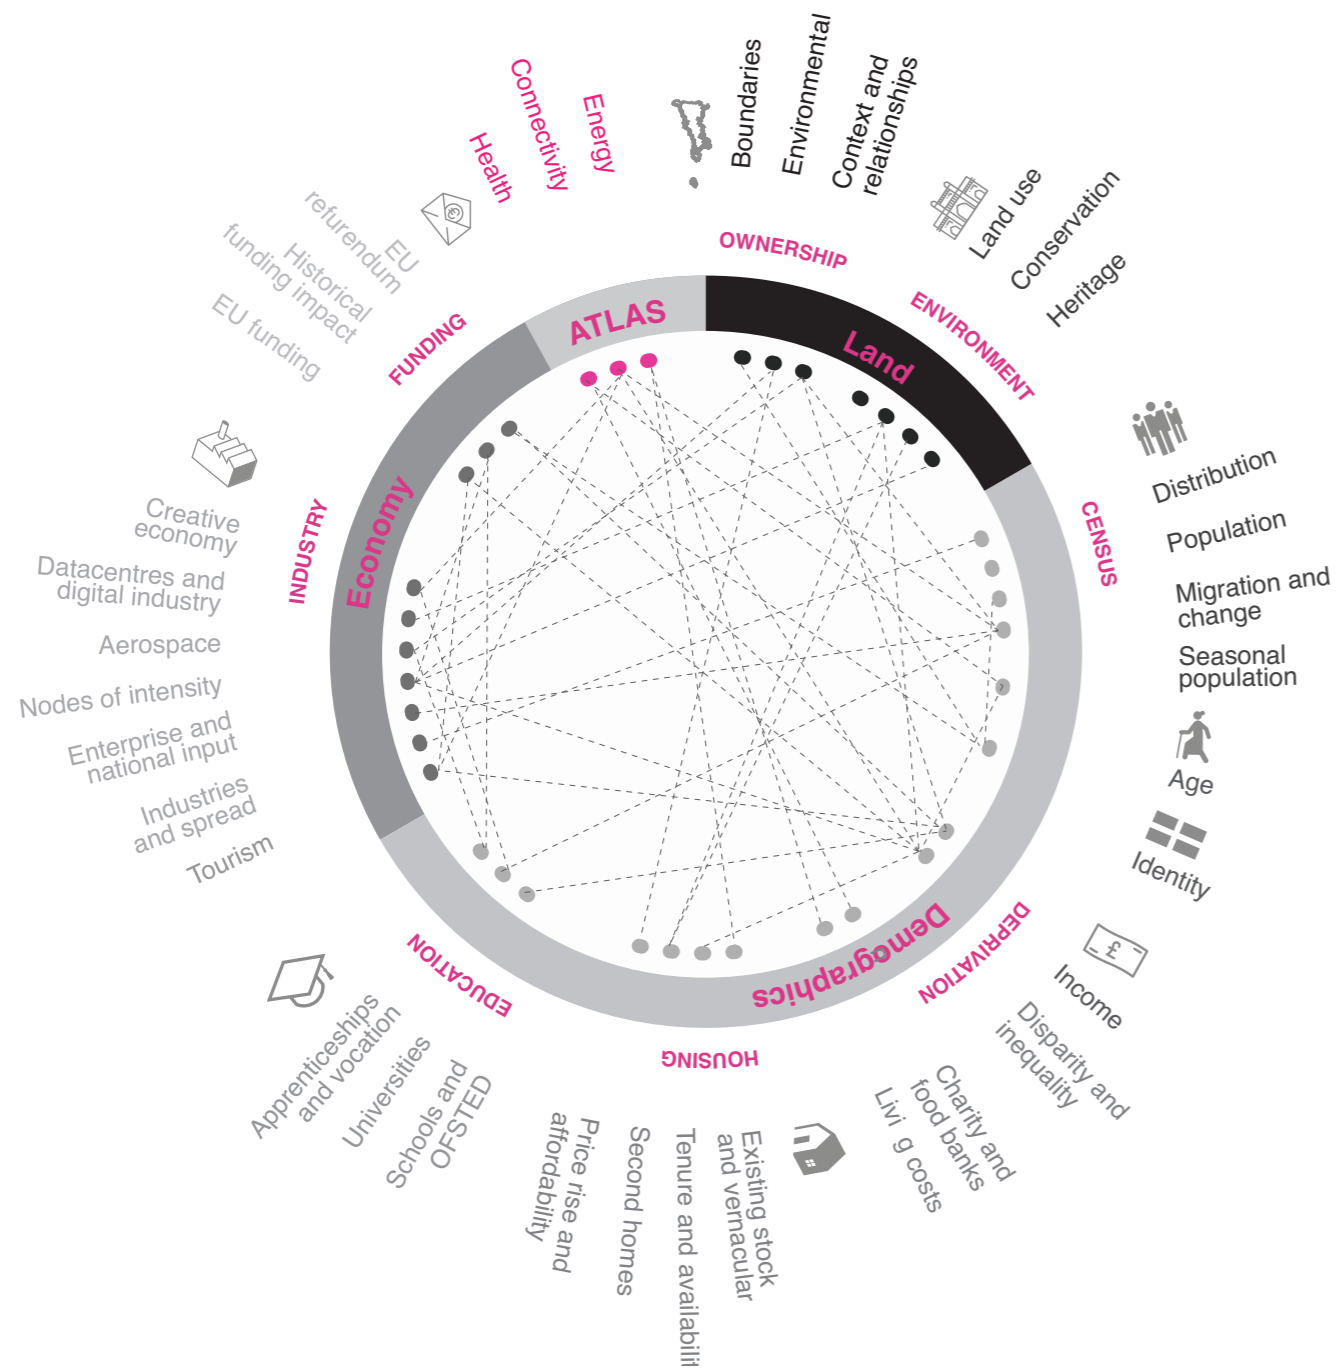 ATLAS
Energy
Connectivity
Health
Land
OWNERSHIP
Boundaries
Environmental
Context and
relationships
ENVIRONMENT
Land use
Conservation
Heritage
Demographics
CENSUS
Distribution
Population
Migration and
change
Seasonal
population
Age
Identity
DEPRIVATION
Income
Disparity and
inequality
Charity and
food banks
Livi g costs
HOUSING
Existing stock
and vernacular
Tenure and availabilit
Second homes
Price rise and
affordability
EDUCATION
Schools and
OFSTED
Universities
Apprenticeships
and vocation
Economy
INDUSTRY
Tourism
Industries
and spread
Enterprise and
national input
Nodes of intensity
Aerospace
Datacentres and
digital industry
Creative
economy
FUNDING
EU funding
Historical
funding impact
EU
refurendum
£